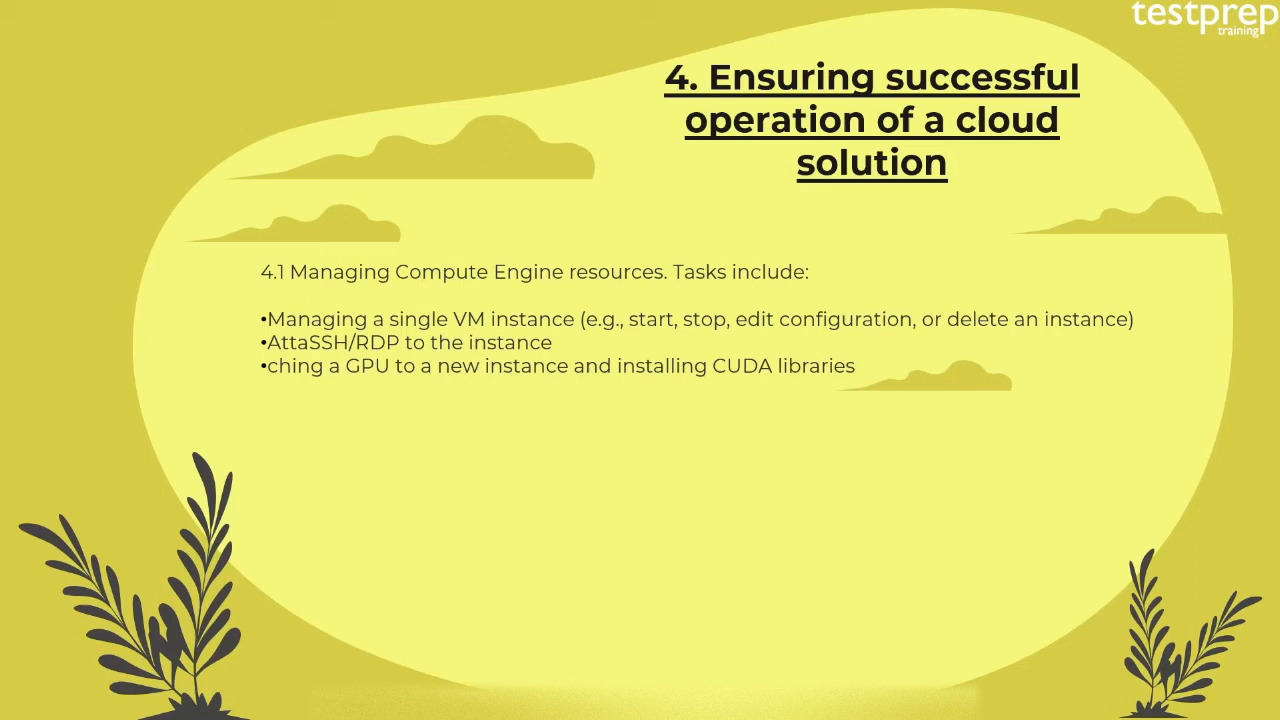 testprep
training
4. Ensuring successful
operation of a cloud
solution
4.1 Managing Compute Engine resources. Tasks include:
•Managing a single VM instance (e.g., start, stop, edit configuration, or delete an instance)
•AttaSSH/RDP to the instance
•ching a GPU to a new instance and installing CUDA libraries